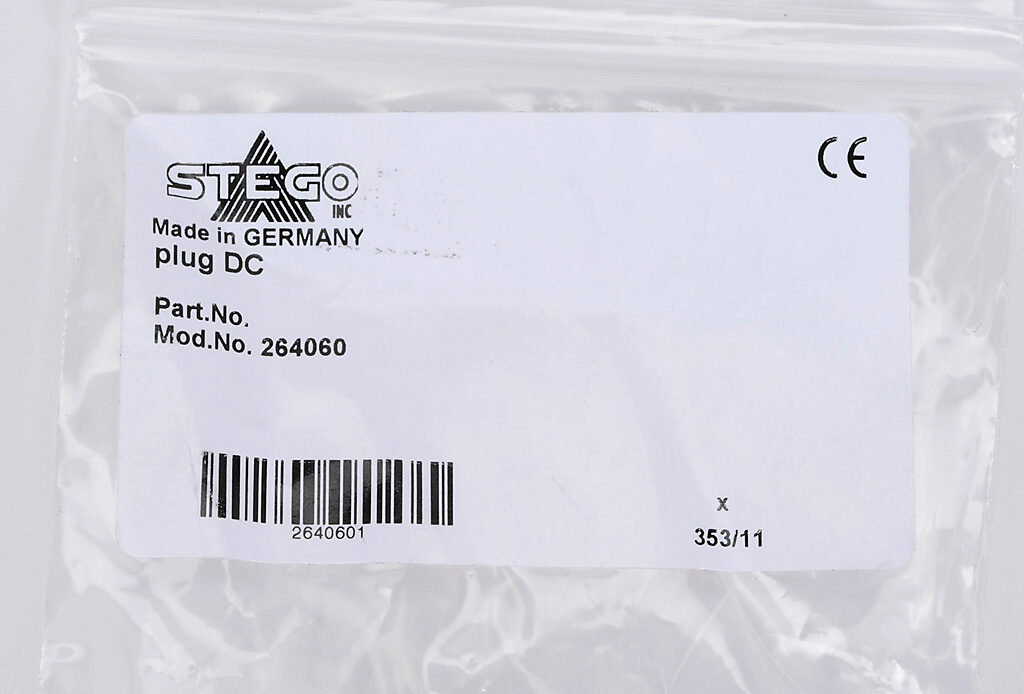 STEGO
INC
CE
Made in GERMANY
plug DC
Part.No.
Mod.No. 264060
2640601
x
353/11